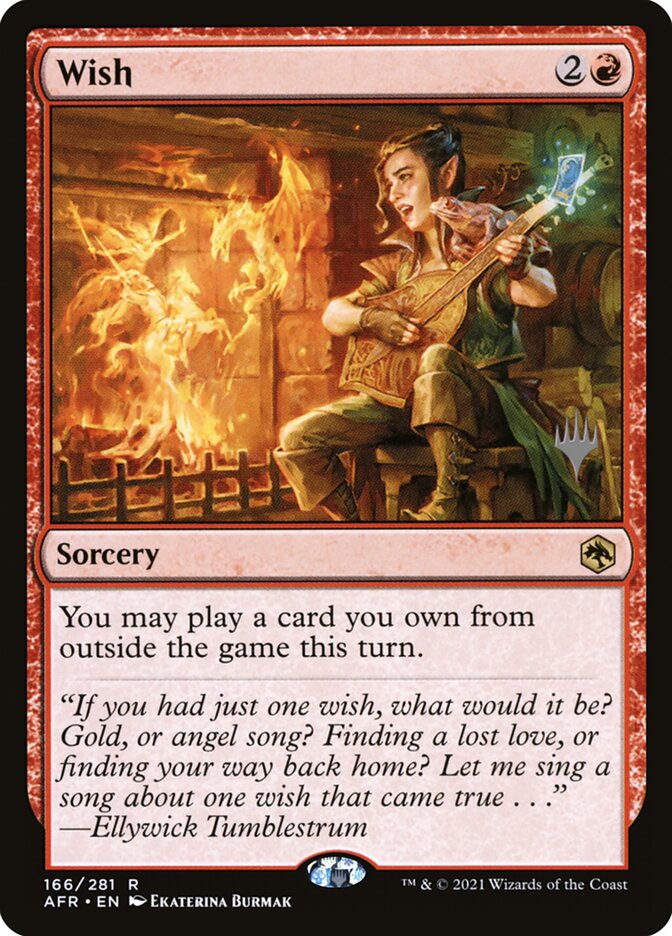 Wish 2
Sorcery
You may play a card you own from
outside the game this turn.
“If you had just one wish, what would it be?
Gold, or angel song? Finding a lost love, or
finding your way back home? Let me sing a
song about one wish that came true . . .”
—Ellywick Tumblestrum
166/281 R
™ & © 2021 Wizards of the Coast
AFR • EN Ekaterina Burmak